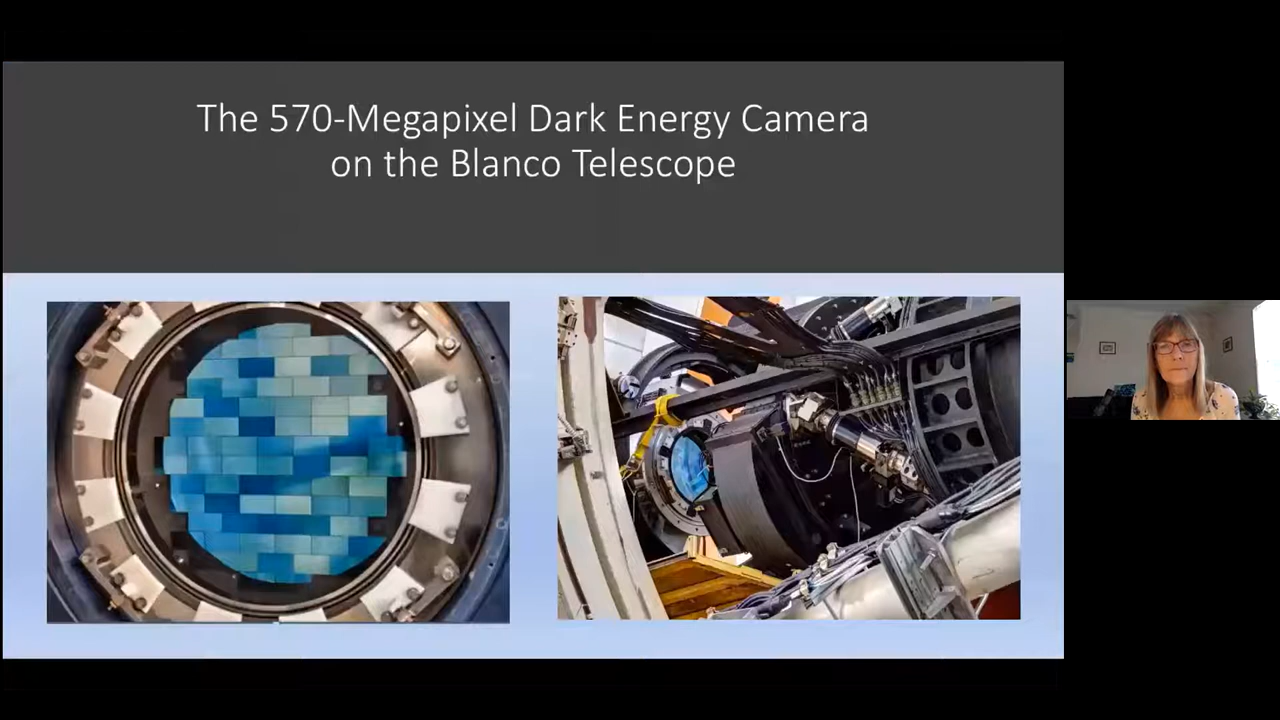 The 570-Megapixel Dark Energy Camera
on the Blanco Telescope